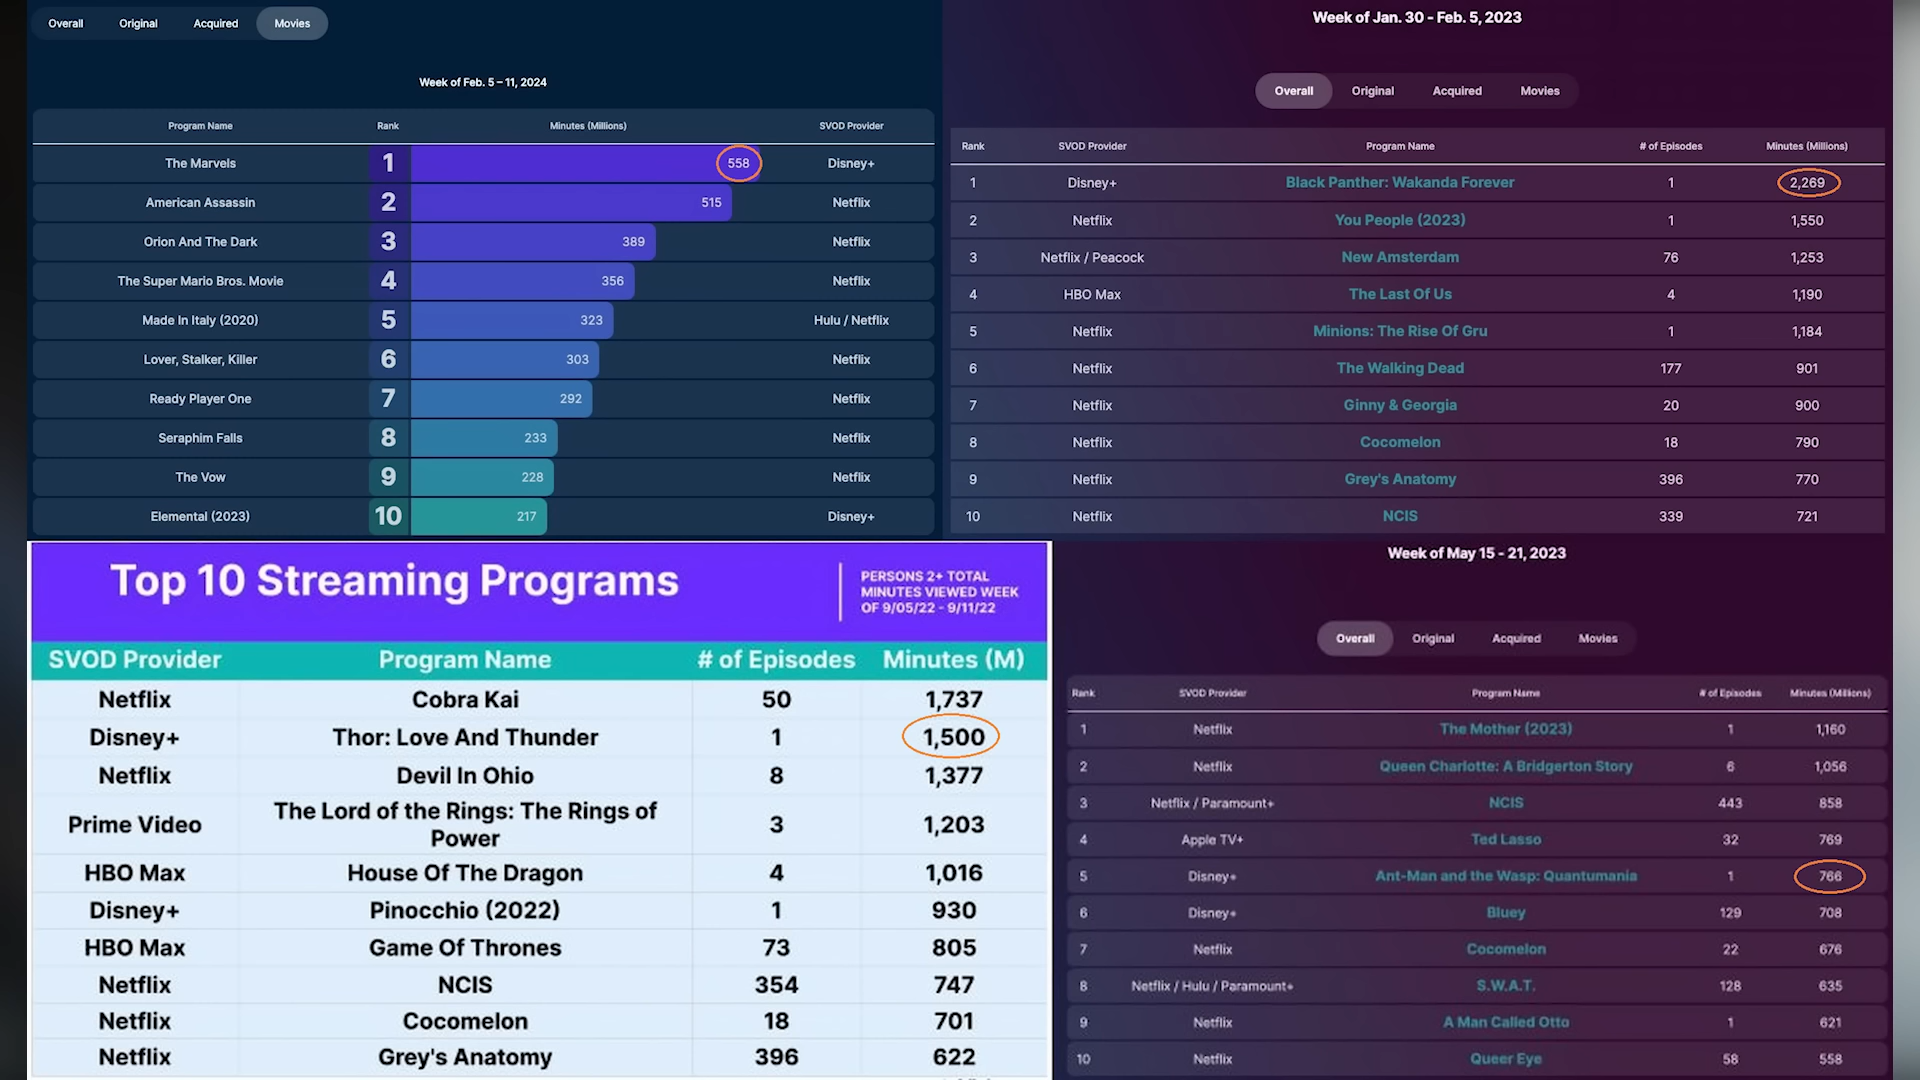 Overall Original Acquired Movies
Week of Feb. 5 – 11, 2024
Program Name Rank Minutes (Millions) SVOD Provider
The Marvels 1 558 Disney+
American Assassin 2 515 Netflix
Orion And The Dark 3 389 Netflix
The Super Mario Bros. Movie 4 356 Netflix
Made In Italy (2020) 5 323 Hulu / Netflix
Lover, Stalker, Killer 6 303 Netflix
Ready Player One 7 292 Netflix
Seraphim Falls 8 233 Netflix
The Vow 9 228 Netflix
Elemental (2023) 10 217 Disney+
Week of Jan. 30 - Feb. 5, 2023
Overall Original Acquired Movies
Rank SVOD Provider Program Name # of Episodes Minutes (Millions)
1 Disney+ Black Panther: Wakanda Forever 1 2,269
2 Netflix You People (2023) 1 1,550
3 Netflix / Peacock New Amsterdam 76 1,253
4 HBO Max The Last Of Us 4 1,190
5 Netflix Minions: The Rise Of Gru 1 1,184
6 Netflix The Walking Dead 177 901
7 Netflix Ginny & Georgia 20 900
8 Netflix Cocomelon 18 790
9 Netflix Grey's Anatomy 396 770
10 Netflix NCIS 339 721
Top 10 Streaming Programs
PERSONS 2+ TOTAL
MINUTES VIEWED WEEK
OF 9/05/22 - 9/11/22
SVOD Provider Program Name # of Episodes Minutes (M)
Netflix Cobra Kai 50 1,737
Disney+ Thor: Love And Thunder 1 1,500
Netflix Devil In Ohio 8 1,377
Prime Video The Lord of the Rings: The Rings of
Power 3 1,203
HBO Max House Of The Dragon 4 1,016
Disney+ Pinocchio (2022) 1 930
HBO Max Game Of Thrones 73 805
Netflix NCIS 354 747
Netflix Cocomelon 18 701
Netflix Grey's Anatomy 396 622
Week of May 15 - 21, 2023
Overall Original Acquired Movies
Rank SVOD Provider Program Name # of Episodes Minutes (Millions)
1 Netflix The Mother (2023) 1 1,160
2 Netflix Queen Charlotte: A Bridgerton Story 6 1,056
3 Netflix / Paramount+ NCIS 443 858
4 Apple TV+ Ted Lasso 32 769
5 Disney+ Ant-Man and the Wasp: Quantumania 1 766
6 Disney+ Bluey 129 708
7 Netflix Cocomelon 22 676
8 Netflix / Hulu / Paramount+ S.W.A.T. 128 635
9 Netflix A Man Called Otto 1 621
10 Netflix Queer Eye 58 558